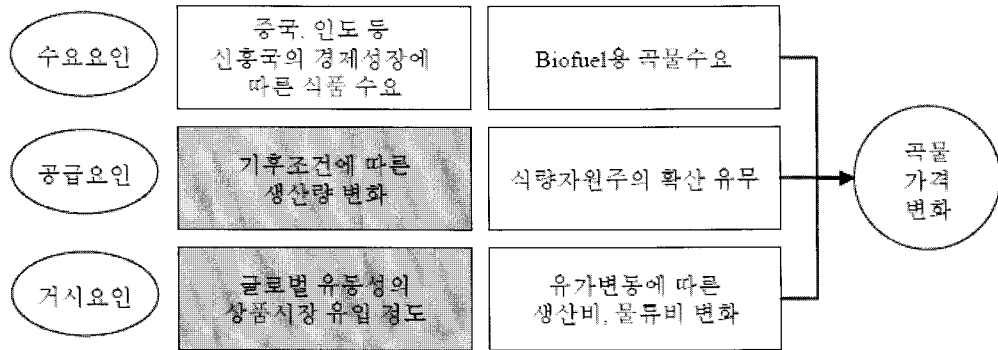 수요요인
중국, 인도 등
신흥국의 경제성장에
따른 식품 수요
Biofuel용 곡물수요
공급요인
기후조건에 따른
생산량 변화
식량자원주의 확산 유무
거시요인
글로벌 유동성의
상품시장 유입 정도
유가변동에 따른
생산비, 물류비 변화
곡물
가격
변화